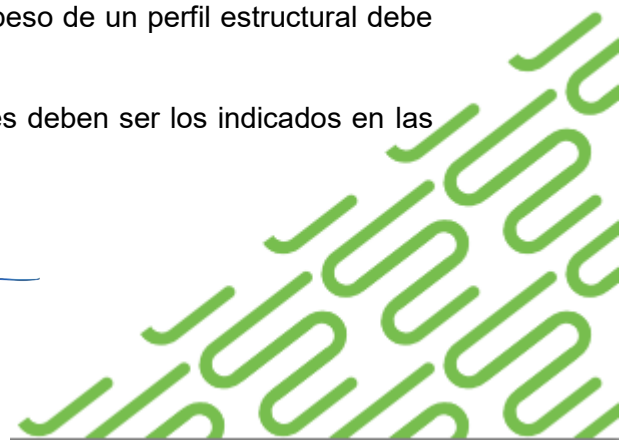 peso de un perfil estructural debe
es deben ser los indicados en las